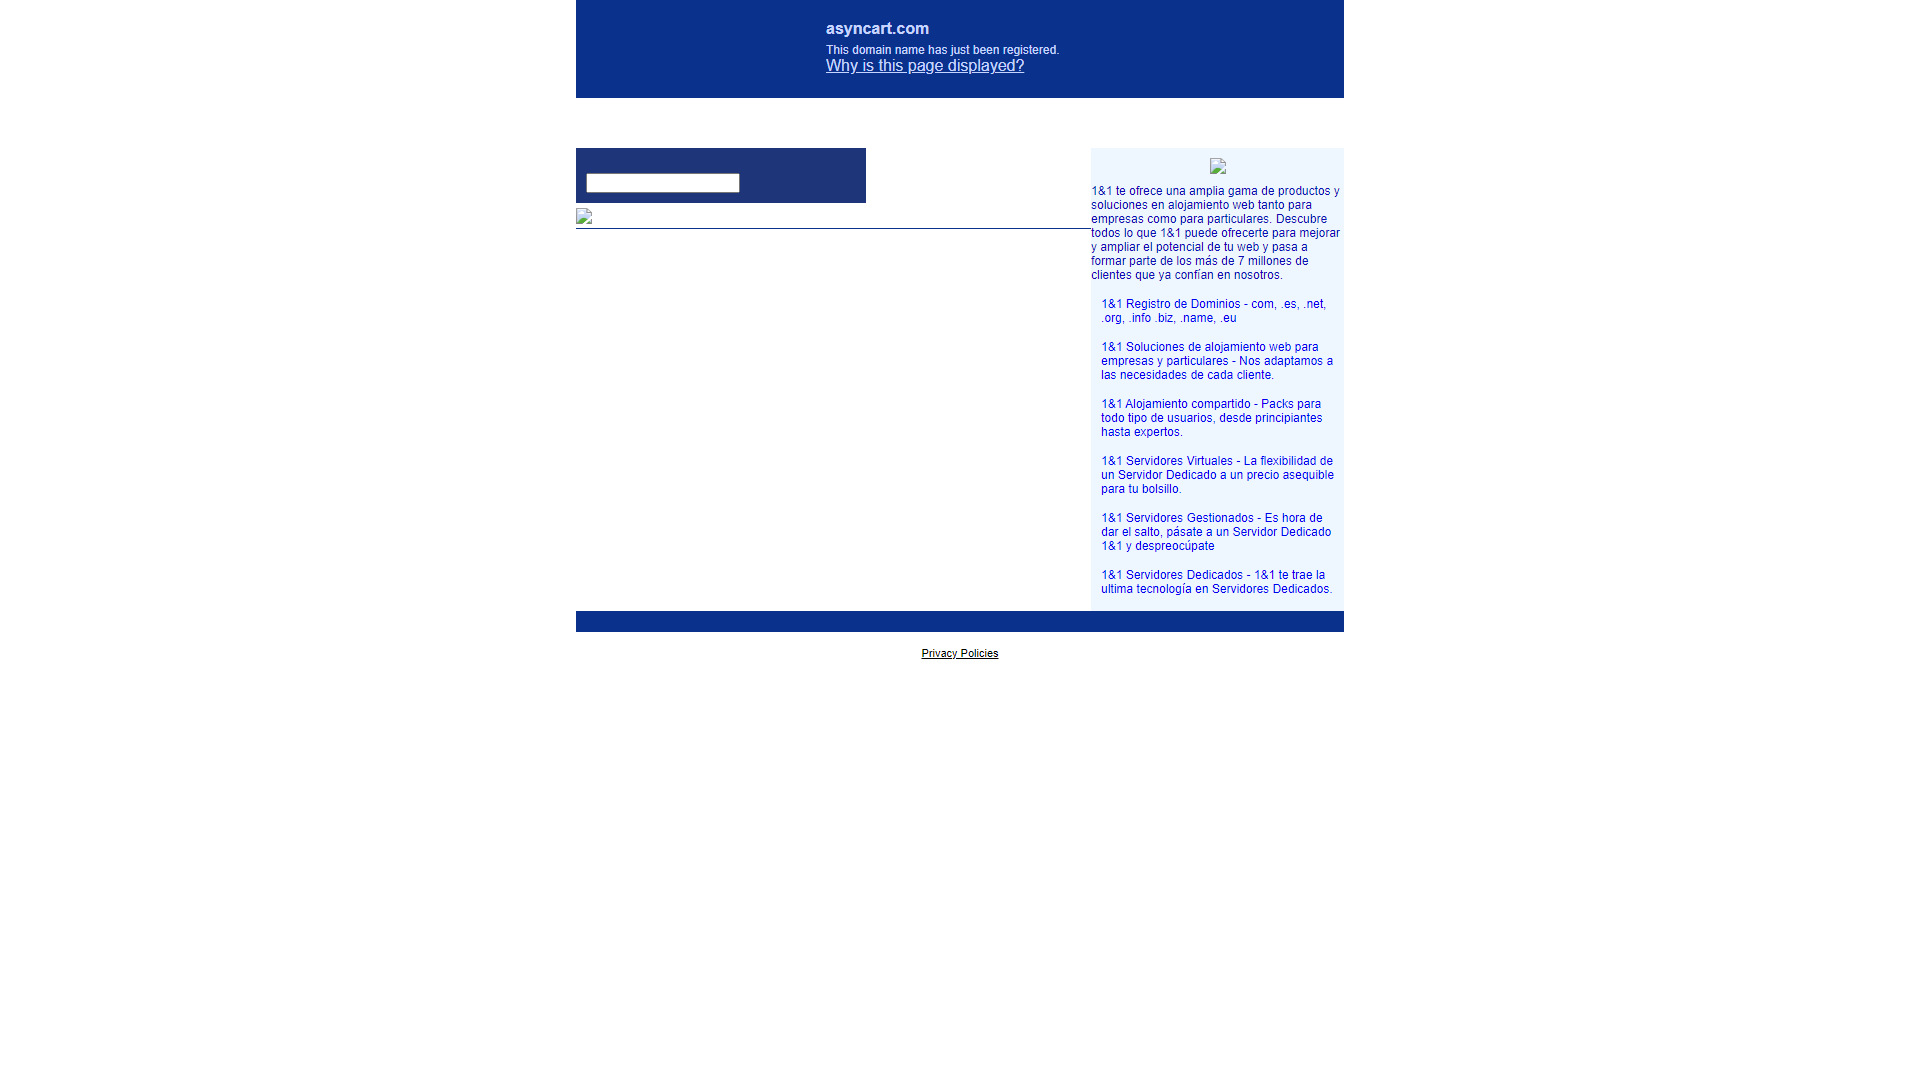 asyncart.com
This domain name has just been registered.
Why is this page displayed?
1&1 te ofrece una amplia gama de productos y
soluciones en alojamiento web tanto para
empresas como para particulares. Descubre
todos lo que 1&1 puede ofrecerte para mejorar
y ampliar el potencial de tu web y pasa a
formar parte de los más de 7 millones de
clientes que ya confían en nosotros.
1&1 Registro de Dominios - com, .es, .net,
.org, .info .biz, .name, .eu
1&1 Soluciones de alojamiento web para
empresas y particulares - Nos adaptamos a
las necesidades de cada cliente.
1&1 Alojamiento compartido - Packs para
todo tipo de usuarios, desde principiantes
hasta expertos.
1&1 Servidores Virtuales - La flexibilidad de
un Servidor Dedicado a un precio asequible
para tu bolsillo.
1&1 Servidores Gestionados - Es hora de
dar el salto, pásate a un Servidor Dedicado
1&1 y despreocúpate
1&1 Servidores Dedicados - 1&1 te trae la
ultima tecnología en Servidores Dedicados.
Privacy Policies